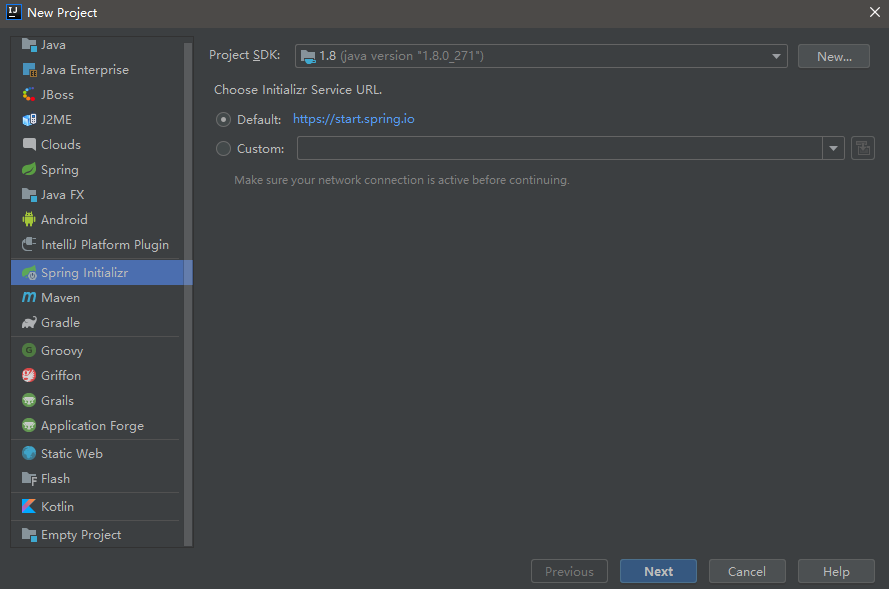 New Project
Java
Java Enterprise
JBoss
J2ME
Clouds
Spring
Java FX
Android
IntelliJ Platform Plugin
Spring Initializr
Maven
Gradle
Groovy
Griffon
Grails
Application Forge
Static Web
Flash
Kotlin
Empty Project
Project SDK: 1.8 (java version "1.8.0_271") New...
Choose Initializr Service URL.
Default: https://start.spring.io
Custom:
Make sure your network connection is active before continuing.
Previous Next Cancel Help